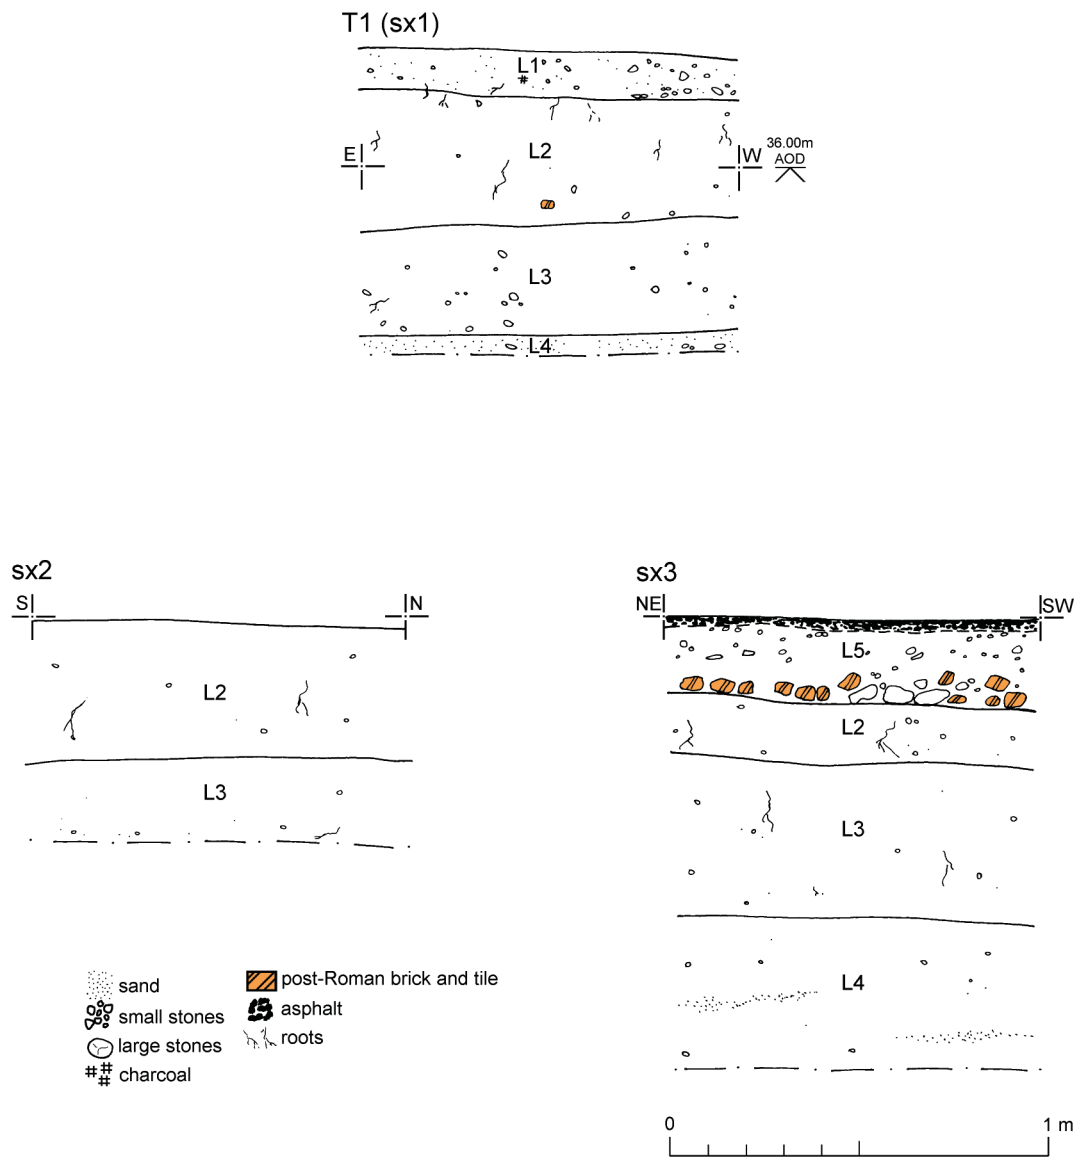 T1 (sx1)
L1
L2
E
W
36.00m
AOD
L3
L4
sx2
S
N
L2
L3
sx3
NE
SW
L5
L2
L3
L4
sand
small stones
large stones
charcoal
post-Roman brick and tile
asphalt
roots
0
1 m